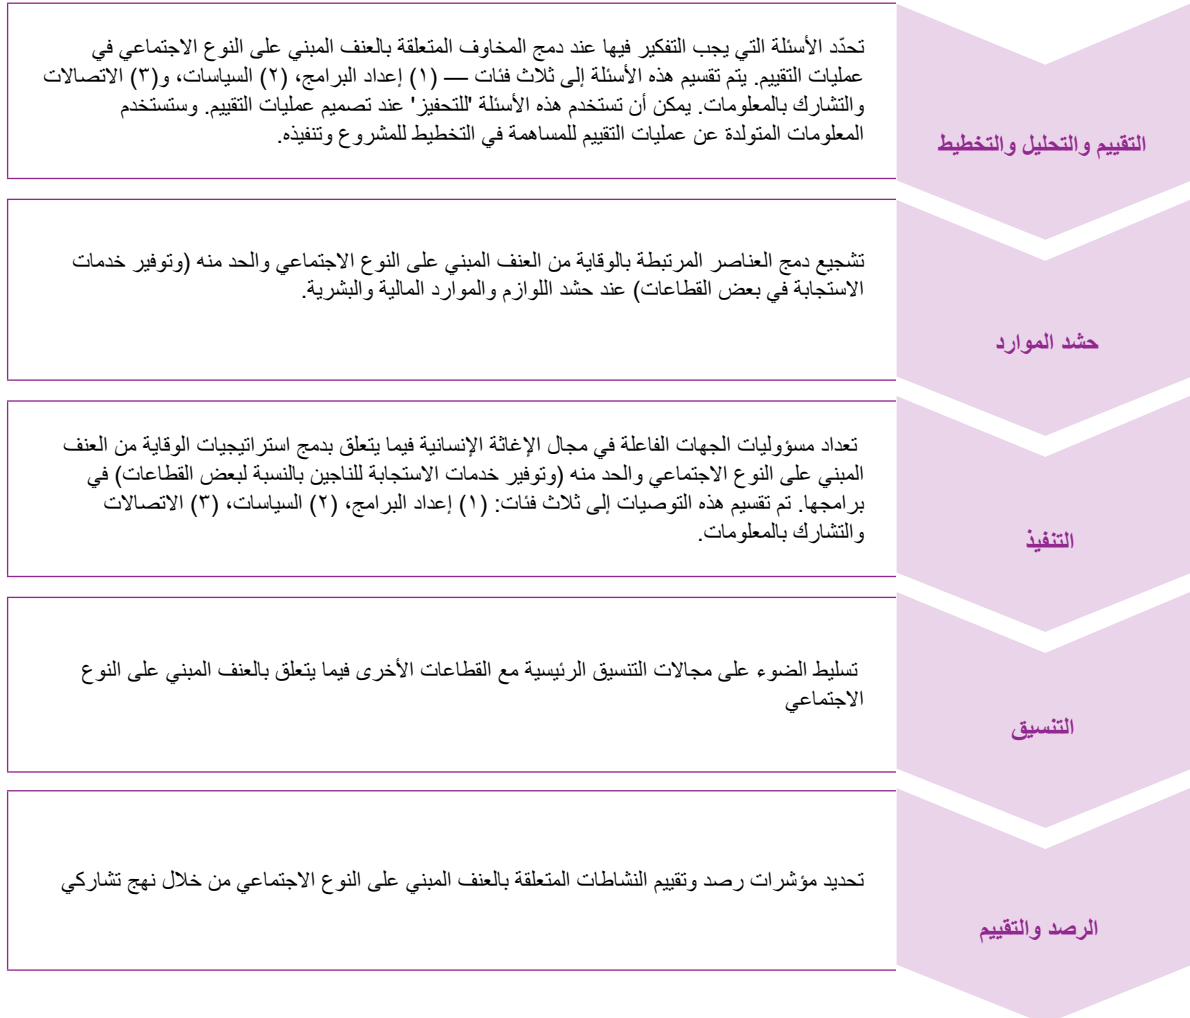 تحدّد الأسئلة التي يجب التفكير فيها عند دمج المخاوف المتعلقة بالعنف المبني على النوع الاجتماعي في
عمليات التقييم. يتم تقسيم هذه الأسئلة إلى ثلاث فئات — (١) إعداد البرامج، (٢) السياسات، و(٣) الاتصالات
والتشارك بالمعلومات. يمكن أن تستخدم هذه الأسئلة 'للتحفيز' عند تصميم عمليات التقييم. وستستخدم
المعلومات المتولدة عن عمليات التقييم للمساهمة في التخطيط للمشروع وتنفيذه.
التقييم والتحليل والتخطيط
تشجيع دمج العناصر المرتبطة بالوقاية من العنف المبني على النوع الاجتماعي والحد منه (وتوفير خدمات
الاستجابة في بعض القطاعات) عند حشد اللوازم والموارد المالية والبشرية.
حشد الموارد
تعداد مسؤوليات الجهات الفاعلة في مجال الإغاثة الإنسانية فيما يتعلق بدمج استراتيجيات الوقاية من العنف
المبني على النوع الاجتماعي والحد منه (وتوفير خدمات الاستجابة للناجين بالنسبة لبعض القطاعات) في
برامجها. تم تقسيم هذه التوصيات إلى ثلاث فئات: (١) إعداد البرامج، (٢) السياسات، (٣) الاتصالات
والتشارك بالمعلومات.
التنفيذ
تسليط الضوء على مجالات التنسيق الرئيسية مع القطاعات الأخرى فيما يتعلق بالعنف المبني على النوع
الاجتماعي
التنسيق
تحديد مؤشرات رصد وتقييم النشاطات المتعلقة بالعنف المبني على النوع الاجتماعي من خلال نهج تشاركي
الرصد والتقييم